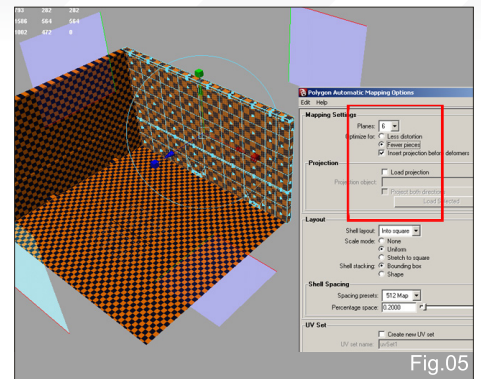 793 282 282
1586 564 564
1002 472 0
Polygon Automatic Mapping Options
Edit Help
Mapping Settings
Planes: 6
Optimize for: Less distortion
Fewer pieces
Insert projection before deformers
Projection
Load projection
Projection object:
Project both directions
Load Selected
Layout
Shell layout: Into square
Scale mode: None
Uniform
Stretch to square
Shell stacking: Bounding box
Shape
Shell Spacing
Spacing presets: 512 Map
Percentage space: 0.2000
UV Set
Create new UV set
UV set name: uvSet1
Fig.05